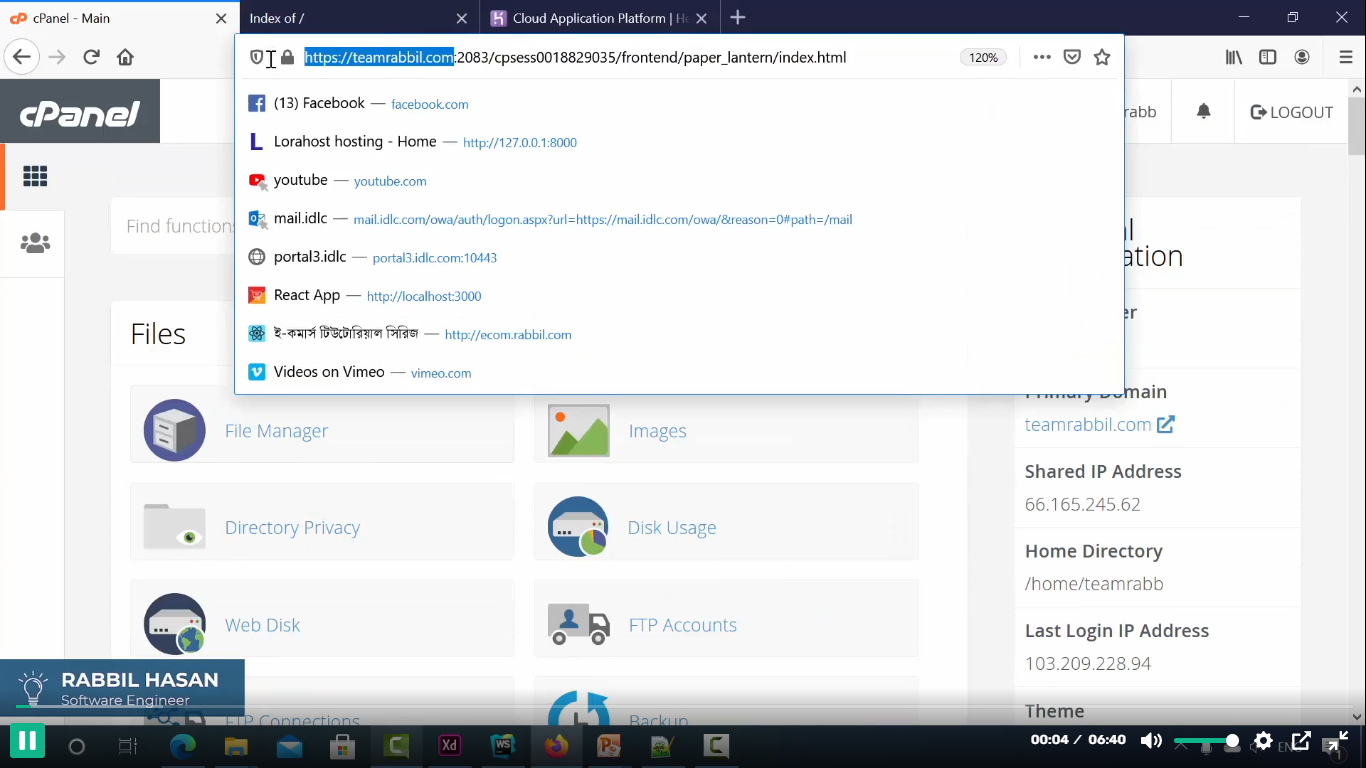 cPanel - Main
Index of /
Cloud Application Platform | He
https://teamrabbil.com:2083/cpsess0018829035/frontend/paper_lantern/index.html
120%
(13) Facebook — facebook.com
cPanel
rabb
LOGOUT
Lorahost hosting - Home — http://127.0.0.1:8000
youtube — youtube.com
mail.idlc — mail.idlc.com/owa/auth/logon.aspx?url=https://mail.idlc.com/owa/&reason=0#path=/mail
Find functions
portal3.idlc — portal3.idlc.com:10443
ation
React App — http://localhost:3000
Files
ই-কমার্স টিউটোরিয়াল সিরিজ — http://ecom.rabbil.com
Videos on Vimeo — vimeo.com
Primary Domain
teamrabbil.com
File Manager
Images
Shared IP Address
66.165.245.62
Directory Privacy
Disk Usage
Home Directory
/home/teamrabb
Web Disk
FTP Accounts
Last Login IP Address
103.209.228.94
RABBIL HASAN
Software Engineer
Theme
FTP Connections
Backup
00:04 / 06:40